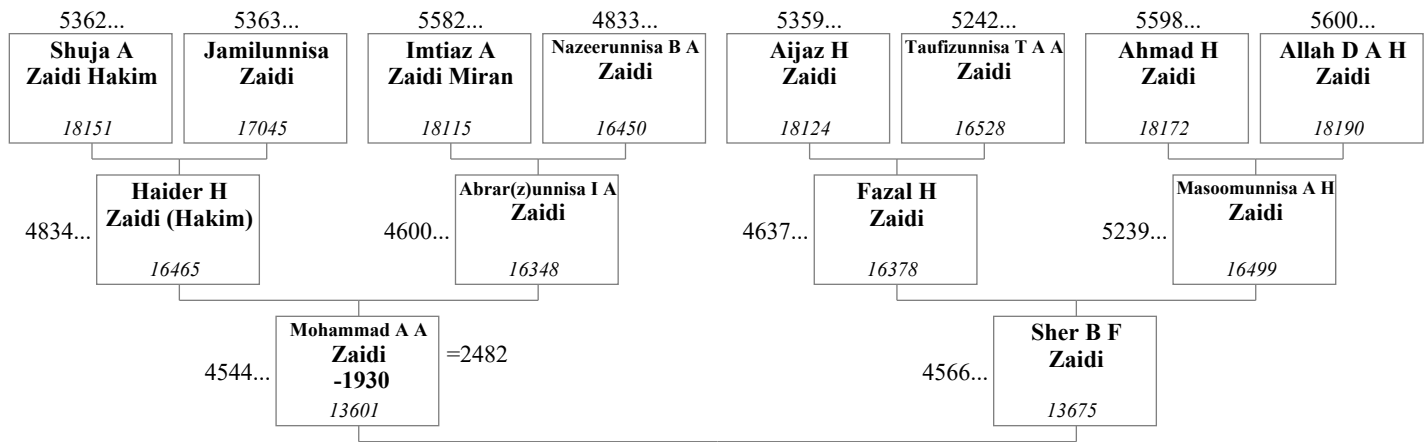 5362...
5363...
5582...
4833...
5359...
5242...
5598...
5600...
Shuja A
Zaidi Hakim
18151
Jamilunnisa
Zaidi
17045
Imtiaz A
Zaidi Miran
18115
Nazeerunnisa B A
Zaidi
16450
Aijaz H
Zaidi
18124
Taufizunnisa T A A
Zaidi
16528
Ahmad H
Zaidi
18172
Allah D A H
Zaidi
18190
4834...
Haider H
Zaidi (Hakim)
16465
4600...
Abrar(z)unnisa I A
Zaidi
16348
4637...
Fazal H
Zaidi
16378
5239...
Masoomunnisa A H
Zaidi
16499
4544...
Mohammad A A
Zaidi
-1930
13601
=2482
4566...
Sher B F
Zaidi
13675